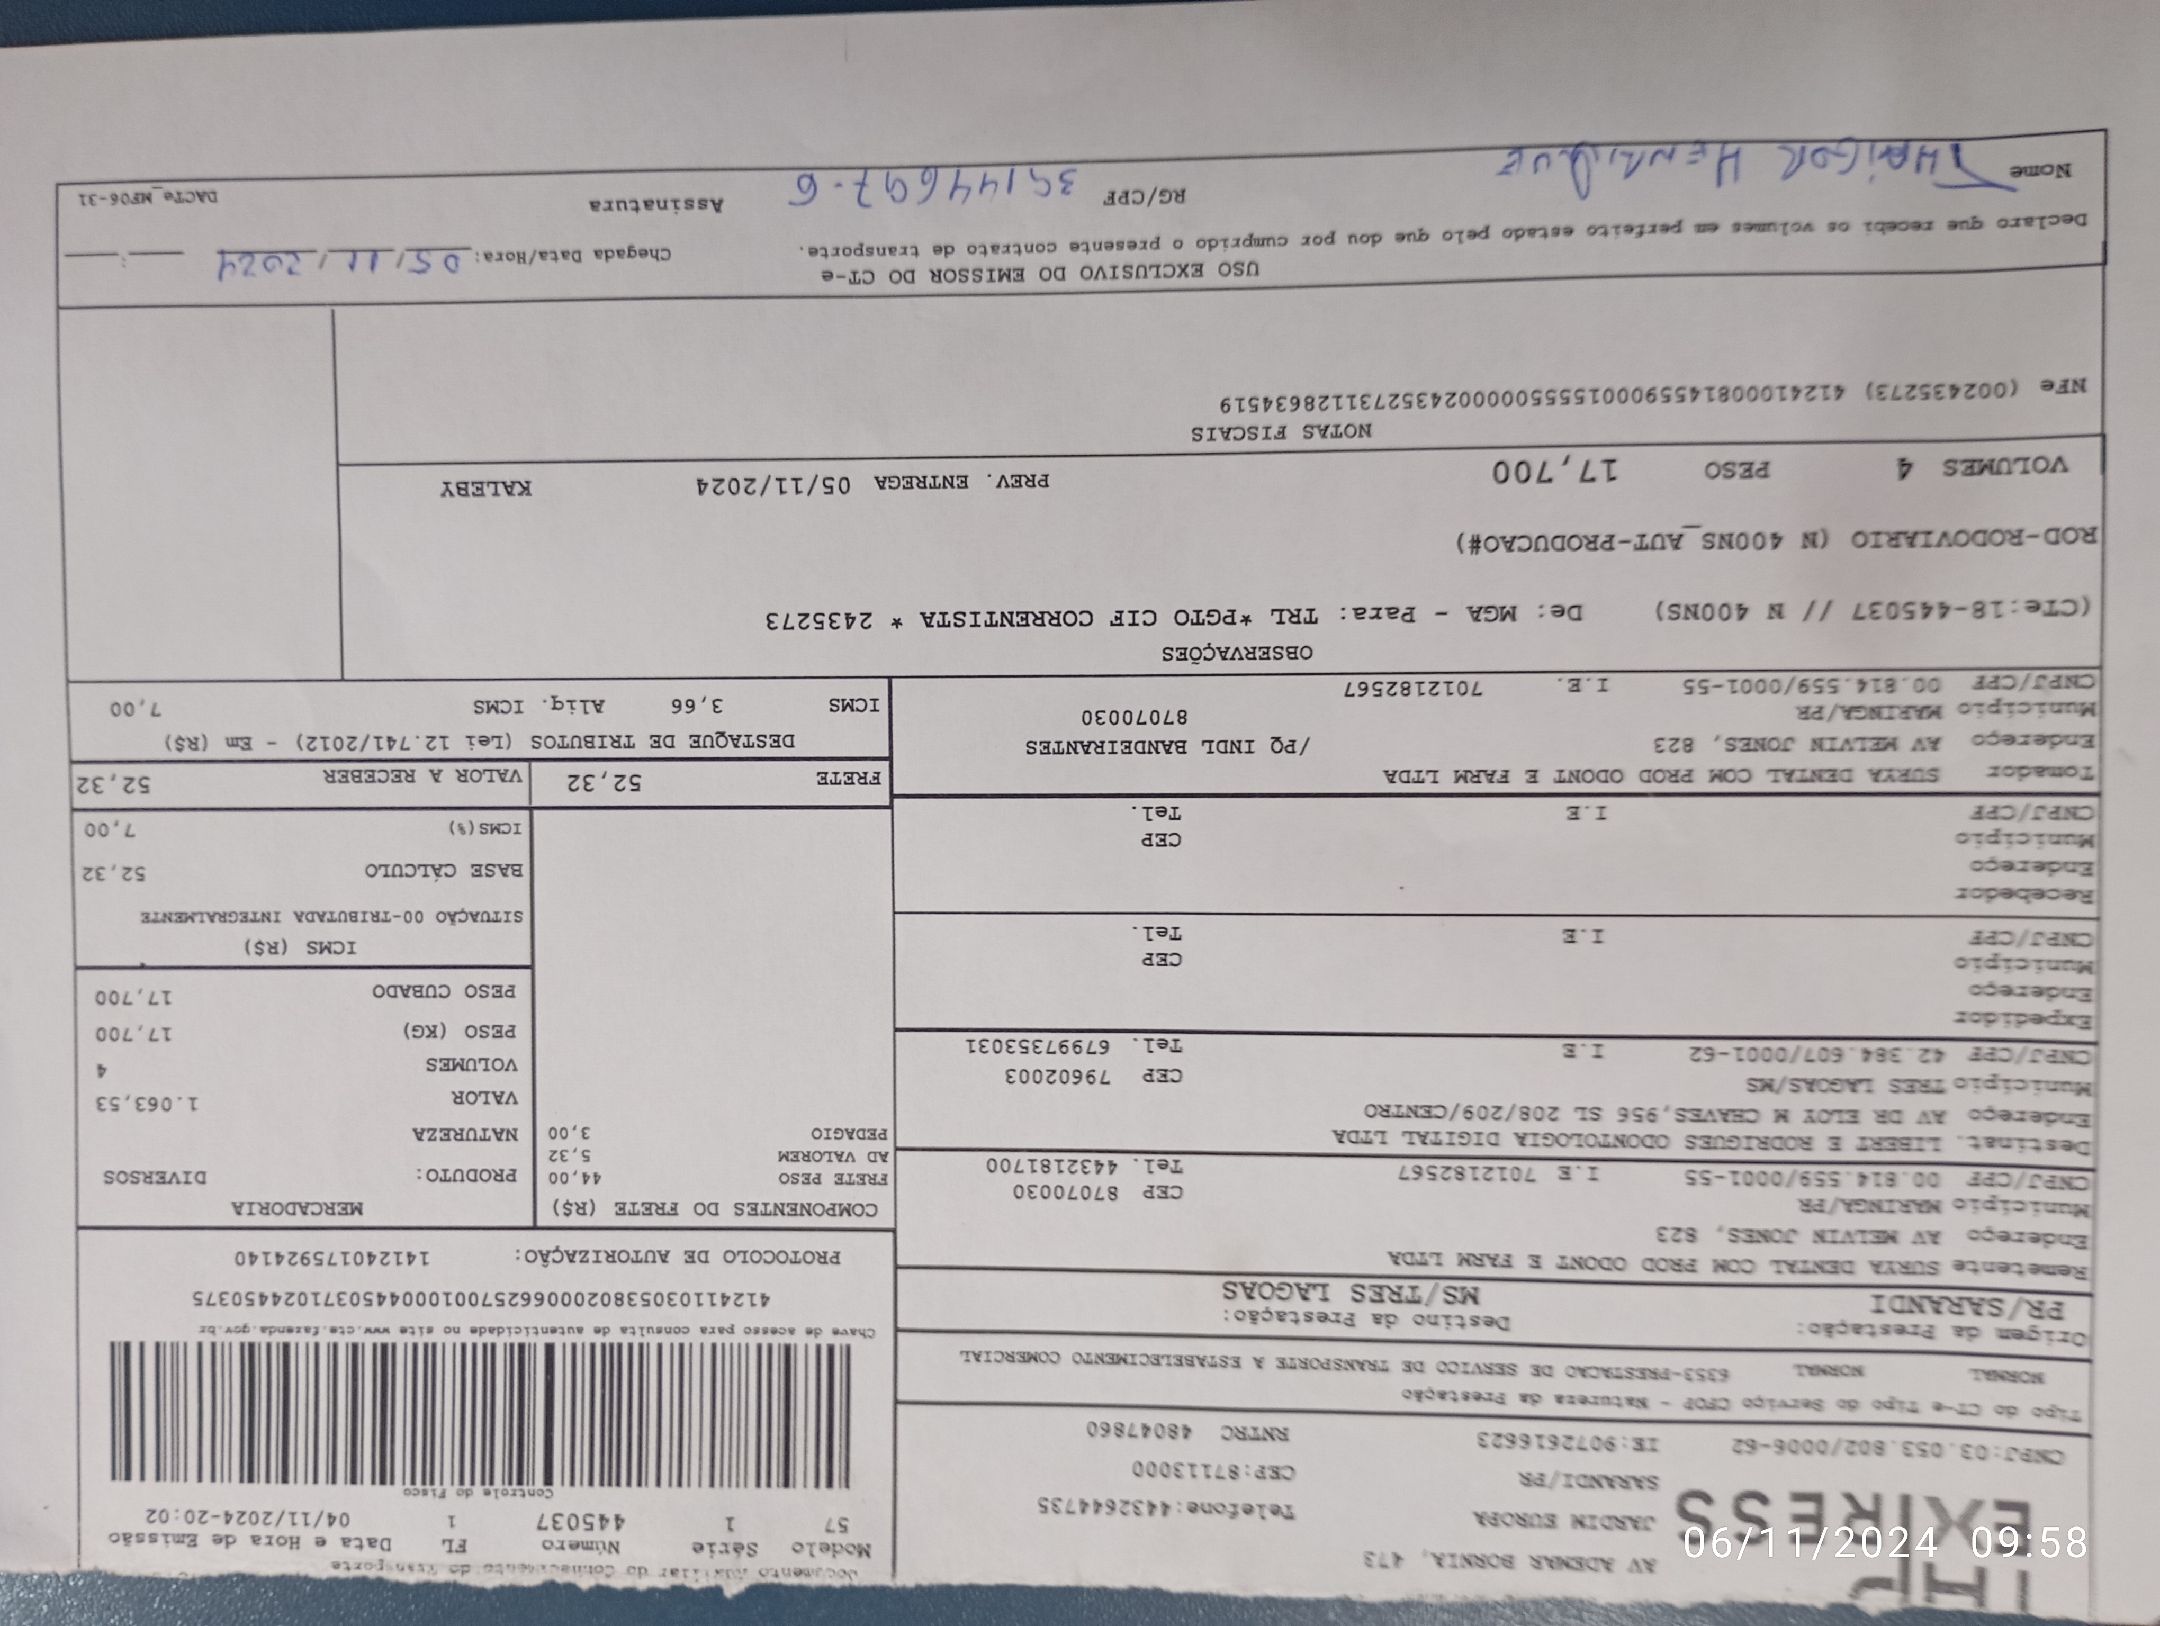 Documento Auxiliar do Conhecimento do Transporte
EXPRESS
AV ADEMAR BORNIA, 473
JARDIM EUROPA
Telefone:4432644735
SARANDI/PR
CEP:87113000
CNPJ:03.053.802/0006-62 IE:9072616623 RNTRC 48047860
Modelo Série Número FL Data e Hora de Emissão
57 1 445037 1 04/11/2024-20:02
Controle do Fisco
Tipo do CT-e Tipo do Serviço CFOP - Natureza da Prestação
NORMAL NORMAL 6353-PRESTACAO DE SERVICO DE TRANSPORTE A ESTABELECIMENTO COMERCIAL
Chave de acesso para consulta de autenticidade no site www.cte.fazenda.gov.br
41241103053802000662570010004450371024450375
PROTOCOLO DE AUTORIZAÇÃO: 141240175924140
Origem da Prestação: Destino da Prestação:
PR/SARANDI MS/TRES LAGOAS
Remetente SURYA DENTAL COM PROD ODONT E FARM LTDA
Endereço AV MELVIN JONES, 823
Município MARINGA/PR CEP 87070030
CNPJ/CPF 00.814.559/0001-55 I.E 7012182567 Tel. 4432181700
Destinat. LIBERT E RODRIGUES ODONTOLOGIA DIGITAL LTDA
Endereço AV DR ELOY M CHAVES,956 SL 208/209/CENTRO
Município TRES LAGOAS/MS CEP 79602003
CNPJ/CPF 42.384.607/0001-62 I.E Tel. 67997353031
Expedidor
Endereço
Município CEP
CNPJ/CPF I.E Tel.
Recebedor
Endereço
Município CEP
CNPJ/CPF I.E Tel.
Tomador SURYA DENTAL COM PROD ODONT E FARM LTDA
Endereço AV MELVIN JONES, 823 /PQ INDL BANDEIRANTES
Município MARINGA/PR 87070030
CNPJ/CPF 00.814.559/0001-55 I.E. 7012182567
COMPONENTES DO FRETE (R$)
FRETE PESO 44,00
AD VALOREM 5,32
PEDAGIO 3,00
MERCADORIA
PRODUTO: DIVERSOS
NATUREZA
VALOR 1.063,53
VOLUMES 4
PESO (KG) 17,700
PESO CUBADO 17,700
ICMS (R$)
SITUAÇÃO 00-TRIBUTADA INTEGRALMENTE
BASE CÁLCULO 52,32
ICMS(%) 7,00
FRETE 52,32 VALOR A RECEBER 52,32
DESTAQUE DE TRIBUTOS (Lei 12.741/2012) - Em (R$)
ICMS 3,66 Aliq. ICMS 7,00
OBSERVAÇÕES
(CTe:18-445037 // N 400NS) De: MGA - Para: TRL *PGTO CIF CORRENTISTA * 2435273
ROD-RODOVIARIO (N 400NS_AUT-PRODUCAO#)
VOLUMES 4 PESO 17,700 PREV. ENTREGA 05/11/2024 KALEBY
NOTAS FISCAIS
NFe (002435273) 41241000814559000155550000024352731128634519
USO EXCLUSIVO DO EMISSOR DO CT-e
Declaro que recebi os volumes em perfeito estado pelo que dou por cumprido o presente contrato de transporte.
Chegada Data/Hora: 05/11/2024 __:__
Nome THAIGOR HENRIQUE RG/CPF 39144697-6 Assinatura
DACTe_MF06-31
06/11/2024 09:58